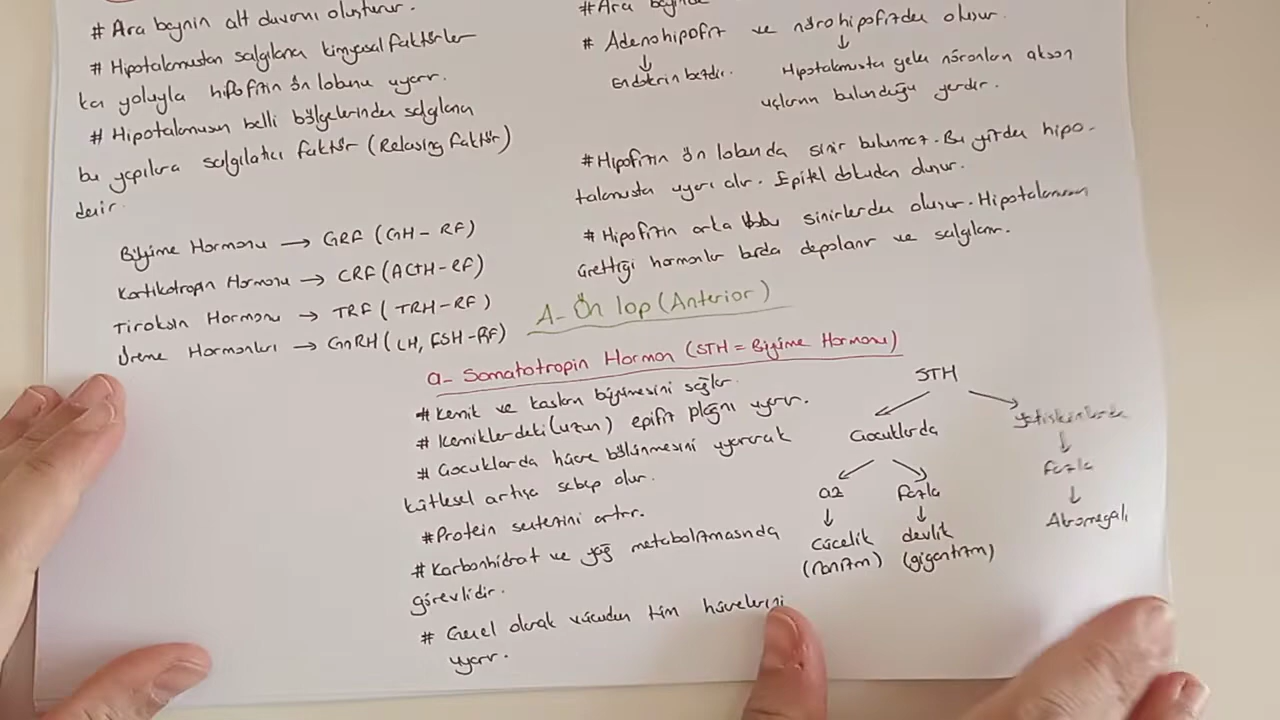 # Ara beynin alt duvarını oluşturur.
# Hipotalamustan salgılanan kimyasal faktörler
kan yoluyla hipofizin ön lobunu uyarır.
# Hipotalamusun belli bölgelerinden salgılanan
bu yapılara salgılatıcı faktör (Relasing faktör)
denir.
Büyüme Hormonu → GRF (GH-RF)
Kortikotropin Hormonu → CRF (ACTH-RF)
Tiroksin Hormonu → TRF (TRH-RF)
Üreme Hormonları → GnRH (LH, FSH-RF)
# Ara beyinde
# Adenohipofiz ve nörohipofizden oluşur.
↓ ↓
Endokrin bezdir. Hipotalamustan gelen nöronların akson
uçlarının bulunduğu yerdir.
# Hipofizin ön lobunda sinir bulunmaz. Bu yüzden hipo-
talamustan uyarı alır. Epitel dokudan oluşur.
# Hipofizin arka lobu sinirlerden oluşur. Hipotalamusun
ürettiği hormonlar burda depolanır ve salgılanır.
A- Ön lop (Anterior)
a- Somatotropin Hormon (STH = Büyüme Hormonu)
# Kemik ve kasların büyümesini sağlar.
# Kemiklerdeki (uzun) epifiz plağını uyarır.
# Çocuklarda hücre bölünmesini uyararak
kütlesel artışa sebep olur.
# Protein sentezini artırır.
# Karbonhidrat ve yağ metabolizmasında
görevlidir.
# Genel olarak vücudun tüm hücrelerini
uyarır.
STH
Çocuklarda yetişkinlerde
az fazla fazla
↓ ↓ ↓
Cücelik devlik Akromegali
(nanizm) (gigantizm)